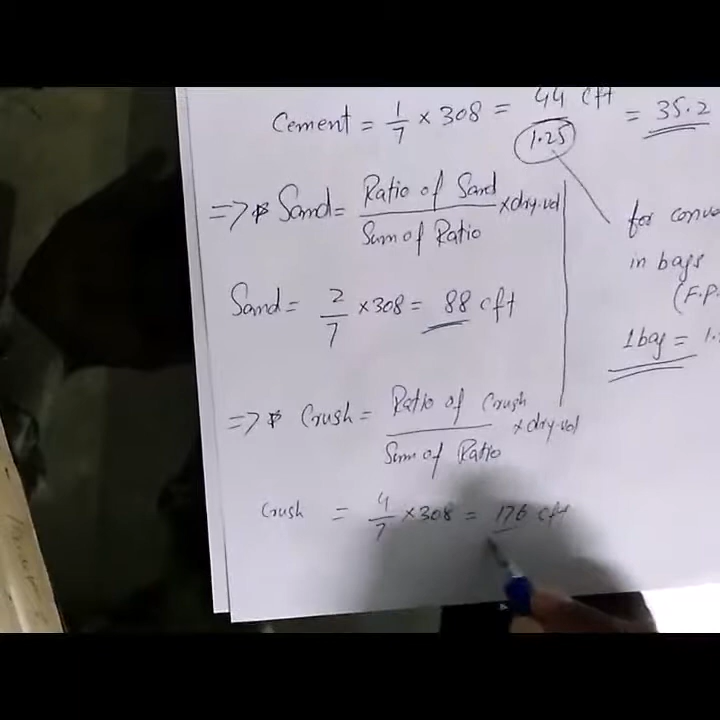 Cement = 1/7 × 308 = 44 cft / 1.25 = 35.2
=> Sand = Ratio of Sand / Sum of Ratio × dry.vol
for
in bags
(F.P.
Sand = 2/7 × 308 = 88 cft
1 bag = 1.
=> Crush = Ratio of Crush / Sum of Ratio × dry.vol
Crush = 4/7 × 308 = 176 cft